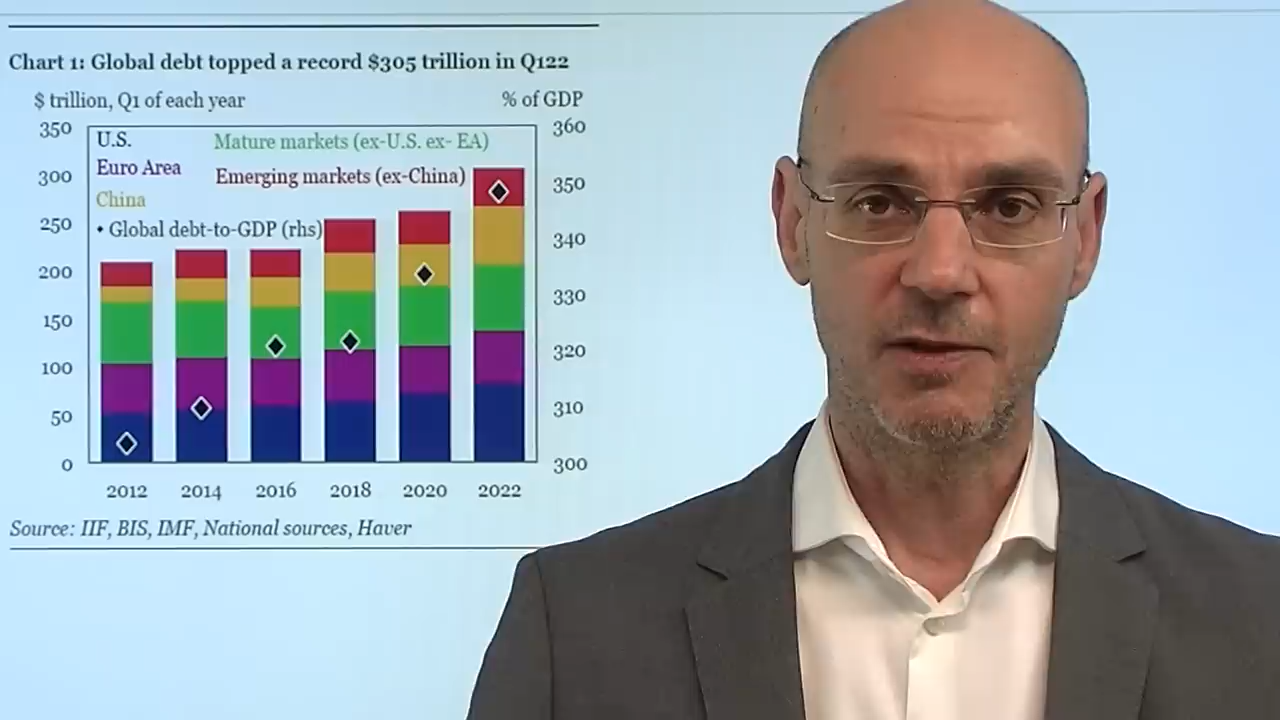 Chart 1: Global debt topped a record $305 trillion in Q122
$ trillion, Q1 of each year
% of GDP
350
300
250
200
150
100
50
0
U.S.
Mature markets (ex-U.S. ex- EA)
Euro Area
Emerging markets (ex-China)
China
• Global debt-to-GDP (rhs)
360
350
340
330
320
310
300
2012 2014 2016 2018 2020 2022
Source: IIF, BIS, IMF, National sources, Haver